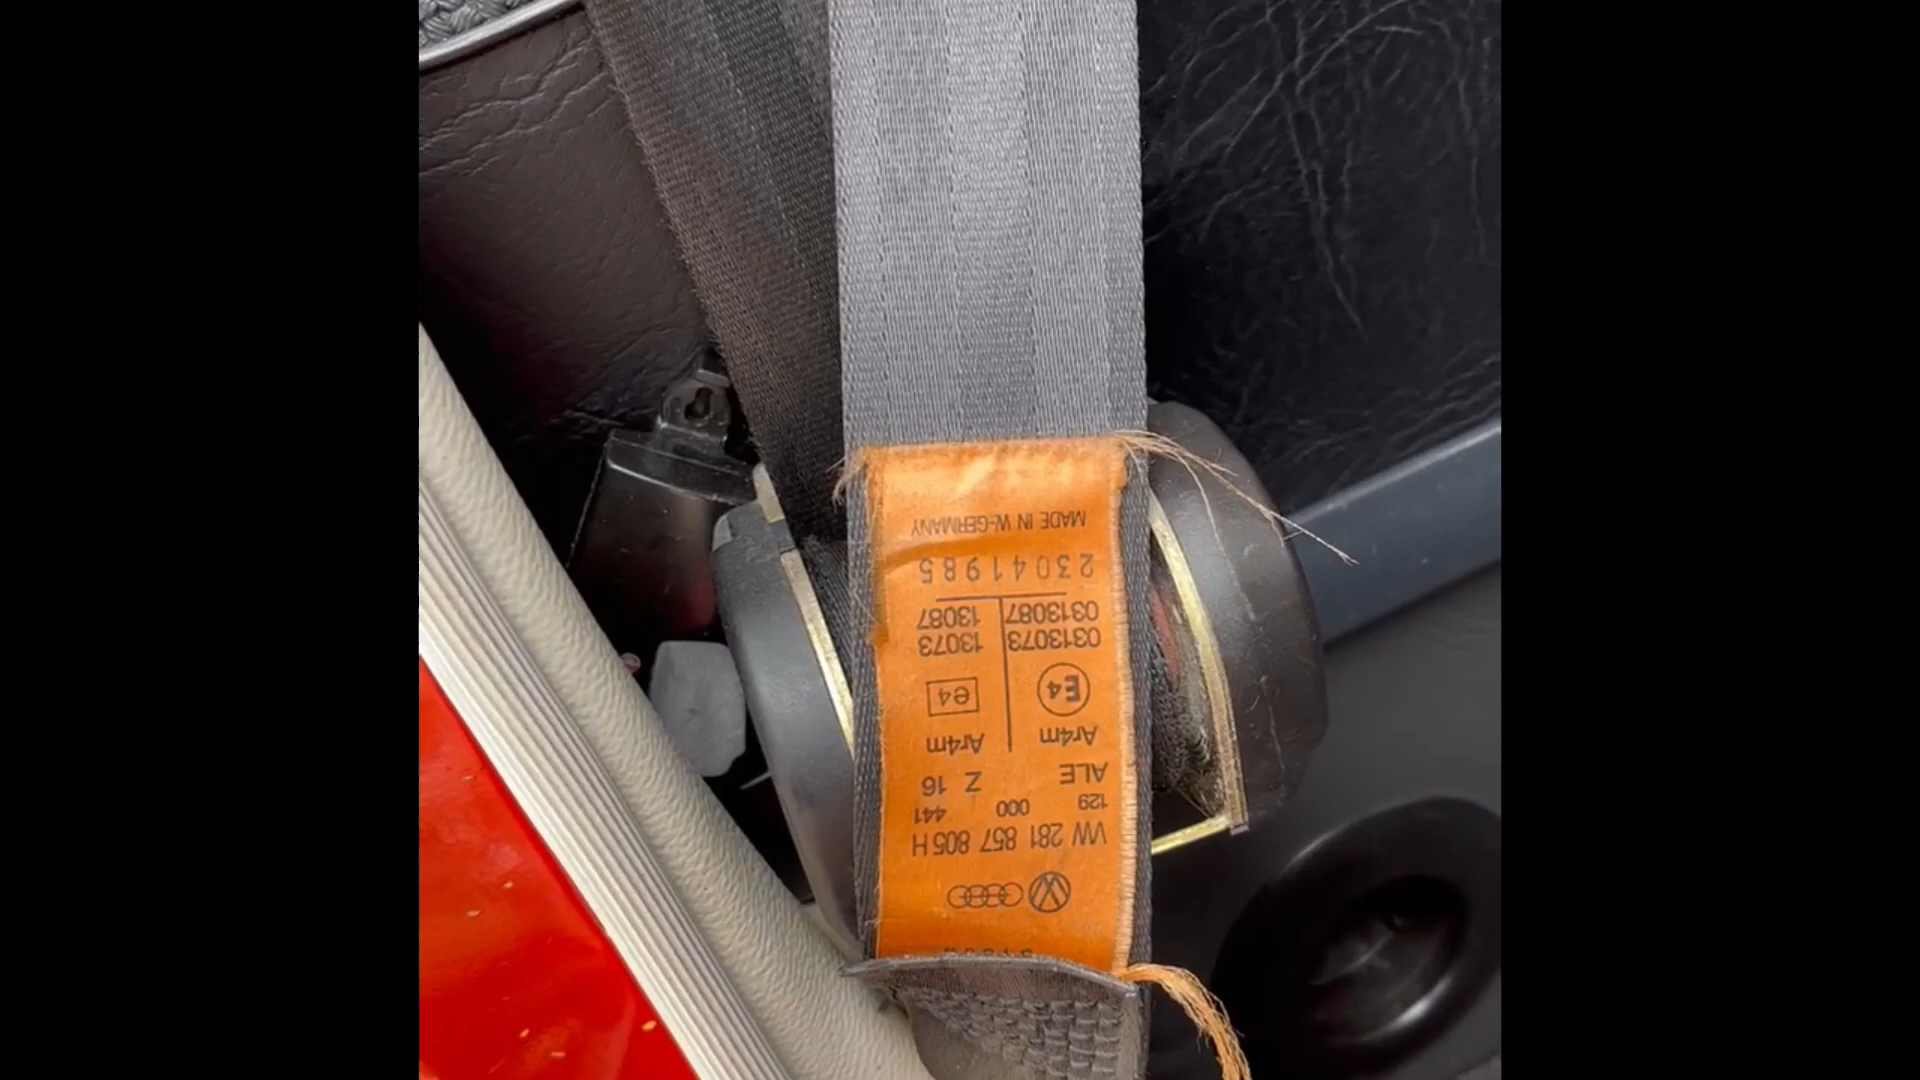 VW 281 857 805 H
129 000 441
ALE Z 16
Ar4m Ar4m
E4 e4
0313073 13073
0313087 13087
23041985
MADE IN W-GERMANY